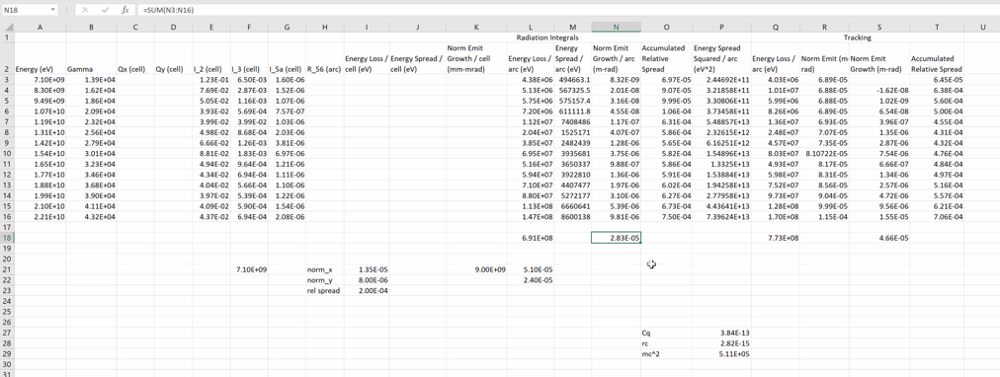 N18 =SUM(N3:N16)
A B C D E F G H I J K L M N O P Q R S T U
1 Radiation Integrals Tracking
2 Energy (eV) Gamma Qx (cell) Qy (cell) I_2 (cell) I_3 (cell) I_5a (cell) R_56 (arc) Energy Loss / cell (eV) Energy Spread / cell (eV) Norm Emit Growth / cell (mm-mrad) Energy Loss / arc (eV) Energy Spread / arc (eV) Norm Emit Growth / arc (m-rad) Accumulated Relative Spread Energy Spread Squared / arc (eV^2) Energy Loss / arc (eV) Norm Emit (m-rad) Norm Emit Growth (m-rad) Accumulated Relative Spread
3 7.10E+09 1.39E+04 1.23E-01 6.50E-03 1.60E-06 4.38E+06 494663.1 8.32E-09 6.97E-05 2.44692E+11 4.03E+06 6.89E-05 6.45E-05
4 8.30E+09 1.62E+04 7.69E-02 2.87E-03 1.52E-06 5.13E+06 567325.5 2.01E-08 9.07E-05 3.21858E+11 1.01E+07 6.88E-05 -1.62E-08 6.38E-04
5 9.49E+09 1.86E+04 5.05E-02 1.16E-03 1.07E-06 5.75E+06 575157.4 3.16E-08 9.99E-05 3.30806E+11 5.99E+06 6.88E-05 1.02E-09 5.60E-04
6 1.07E+10 2.09E+04 3.93E-02 5.69E-04 7.57E-07 7.20E+06 611111.8 4.55E-08 1.06E-04 3.73458E+11 8.26E+06 6.89E-05 6.54E-08 5.00E-04
7 1.19E+10 2.32E+04 3.99E-02 3.99E-02 1.03E-06 1.12E+07 7408486 1.17E-07 6.31E-04 5.48857E+13 1.36E+07 6.93E-05 3.96E-07 4.55E-04
8 1.31E+10 2.56E+04 4.98E-02 8.68E-04 2.03E-06 2.04E+07 1525171 4.07E-07 5.86E-04 2.32615E+12 2.48E+07 7.07E-05 1.35E-06 4.31E-04
9 1.42E+10 2.79E+04 6.66E-02 1.26E-03 3.81E-06 3.85E+07 2482439 1.28E-06 5.65E-04 6.16251E+12 4.57E+07 7.35E-05 2.87E-06 4.32E-04
10 1.54E+10 3.01E+04 8.81E-02 1.83E-03 6.97E-06 6.95E+07 3935681 3.75E-06 5.82E-04 1.54896E+13 8.03E+07 8.10722E-05 7.54E-06 4.76E-04
11 1.65E+10 3.23E+04 4.94E-02 9.64E-04 1.21E-06 5.16E+07 3650337 9.88E-07 5.86E-04 1.3325E+13 4.93E+07 8.17E-05 6.66E-07 4.84E-04
12 1.77E+10 3.46E+04 4.34E-02 6.94E-04 1.11E-06 5.94E+07 3922810 1.36E-06 5.91E-04 1.53884E+13 5.98E+07 8.31E-05 1.34E-06 4.97E-04
13 1.88E+10 3.68E+04 4.04E-02 5.66E-04 1.10E-06 7.10E+07 4407477 1.97E-06 6.02E-04 1.94258E+13 7.52E+07 8.56E-05 2.57E-06 5.16E-04
14 1.99E+10 3.90E+04 3.97E-02 5.39E-04 1.22E-06 8.80E+07 5272177 3.10E-06 6.27E-04 2.77958E+13 9.73E+07 9.04E-05 4.72E-06 5.57E-04
15 2.10E+10 4.11E+04 4.09E-02 5.90E-04 1.54E-06 1.13E+08 6660641 5.39E-06 6.73E-04 4.43641E+13 1.28E+08 9.99E-05 9.56E-06 6.21E-04
16 2.21E+10 4.32E+04 4.37E-02 6.94E-04 2.08E-06 1.47E+08 8600138 9.81E-06 7.50E-04 7.39624E+13 1.70E+08 1.15E-04 1.55E-05 7.06E-04
17
18 6.91E+08 2.83E-05 7.73E+08 4.66E-05
19
20
21 7.10E+09 norm_x 1.35E-05 9.00E+09 5.10E-05
22 norm_y 8.00E-06 2.40E-05
23 rel spread 2.00E-04
24
25
26
27 Cq 3.84E-13
28 rc 2.82E-15
29 mc^2 5.11E+05
30
31